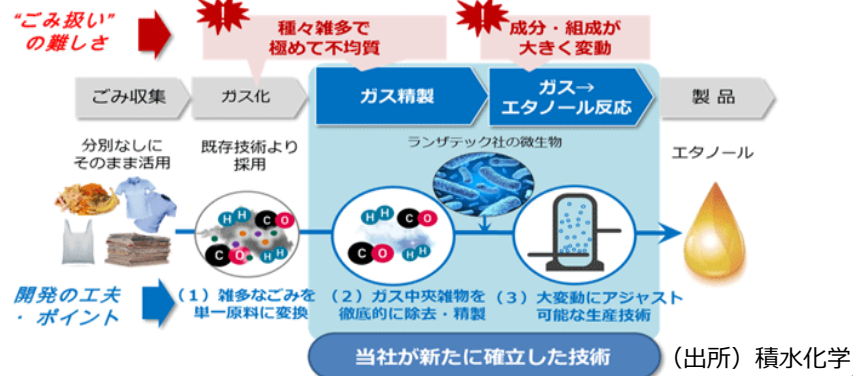 “ごみ扱い”
の難しさ
種々雑多で
極めて不均質
成分・組成が
大きく変動
ごみ収集
ガス化
ガス精製
ガス→
エタノール反応
製品
分別なしに
そのまま活用
既存技術より
採用
ランザテック社の微生物
エタノール
H H C O
C O H H
H H C O
C O H H
開発の工夫
・ポイント
（1）雑多なごみを
単一原料に変換
（2）ガス中夾雑物を
徹底的に除去・精製
（3）大変動にアジャスト
可能な生産技術
当社が新たに確立した技術
（出所）積水化学